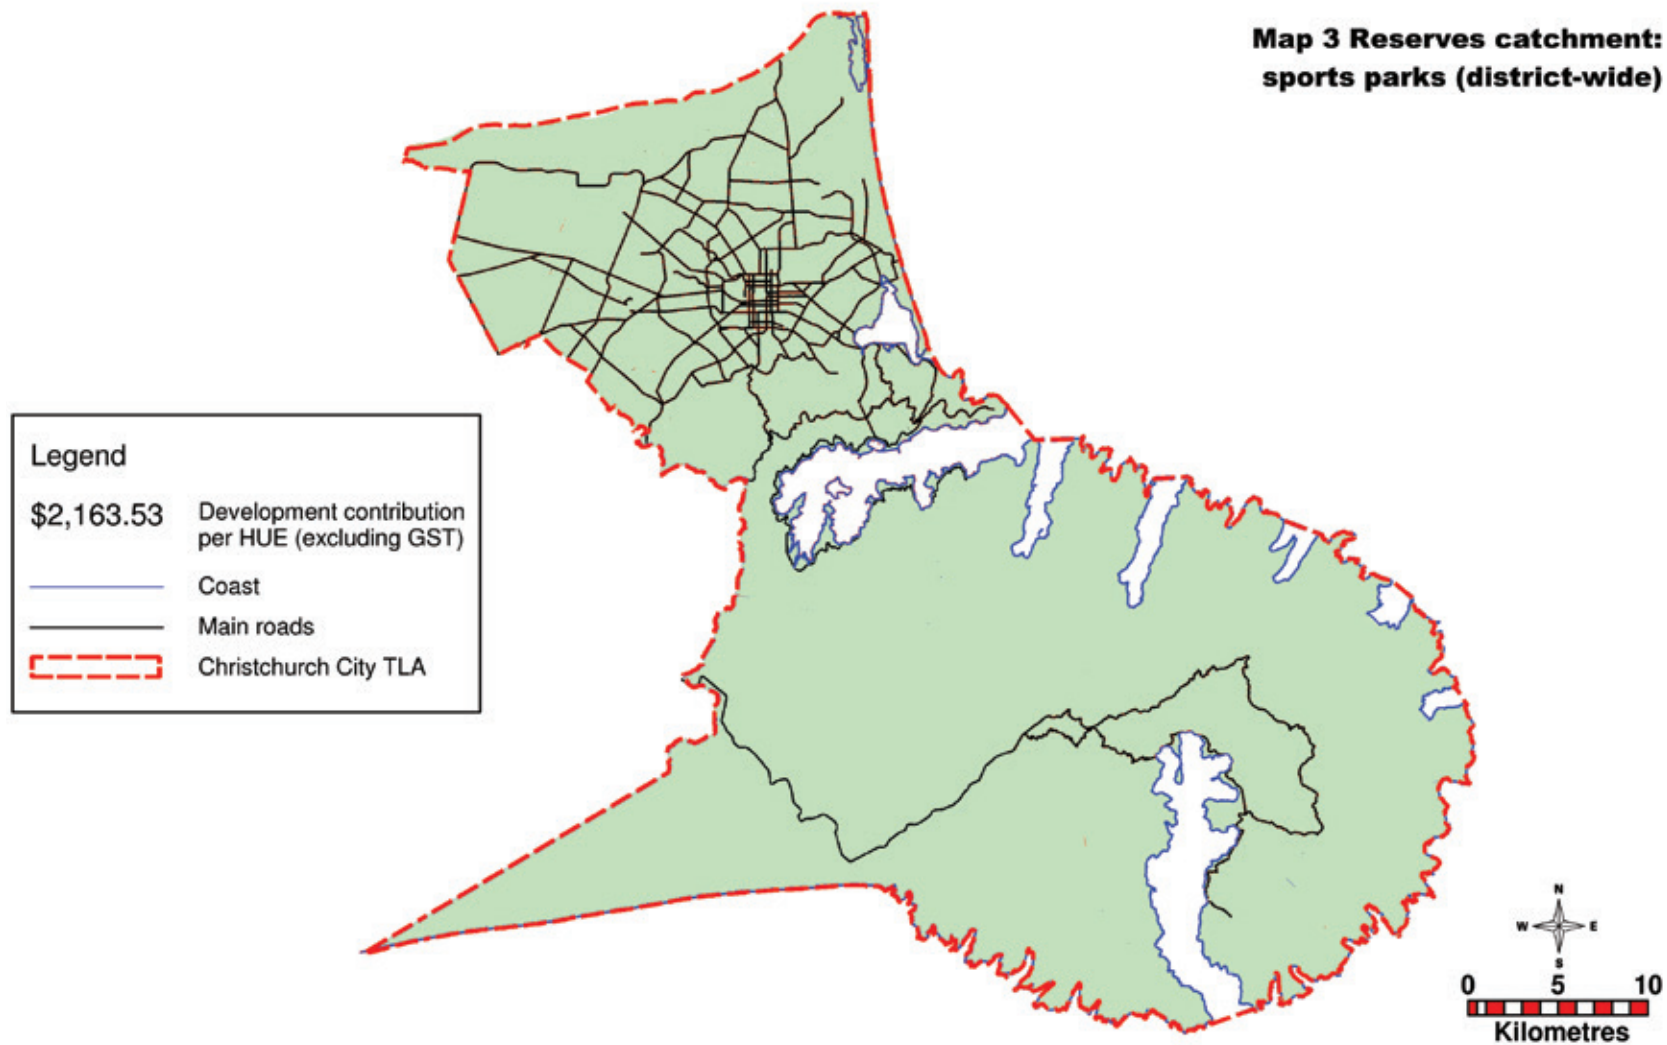 Map 3 Reserves catchment:
sports parks (district-wide)
Legend
$2,163.53
Development contribution
per HUE (excluding GST)
Coast
Main roads
Christchurch City TLA
N
W E
S
0 5 10
Kilometres